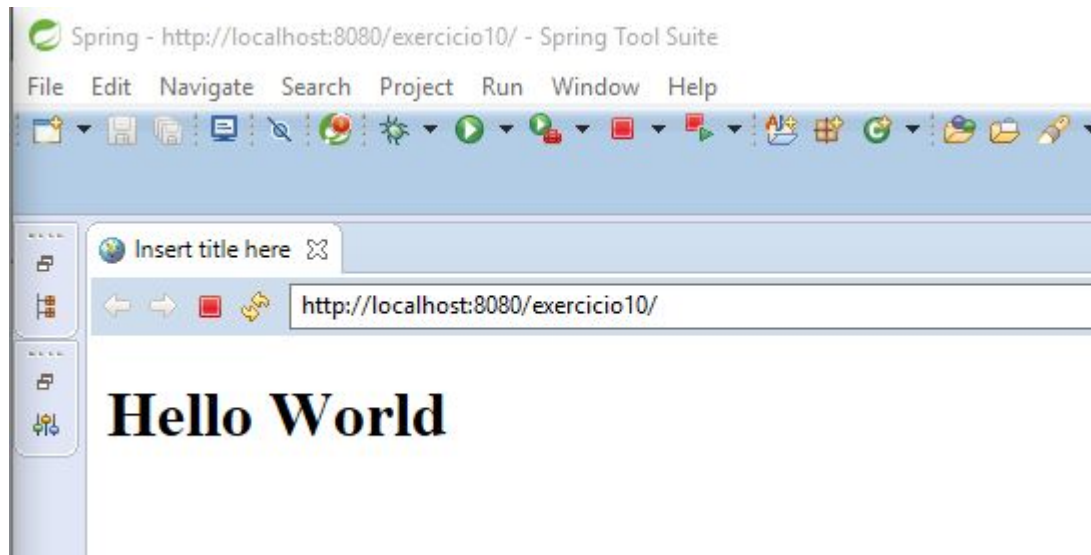 Spring - http://localhost:8080/exercicio10/ - Spring Tool Suite
File Edit Navigate Search Project Run Window Help
Insert title here
http://localhost:8080/exercicio10/
Hello World